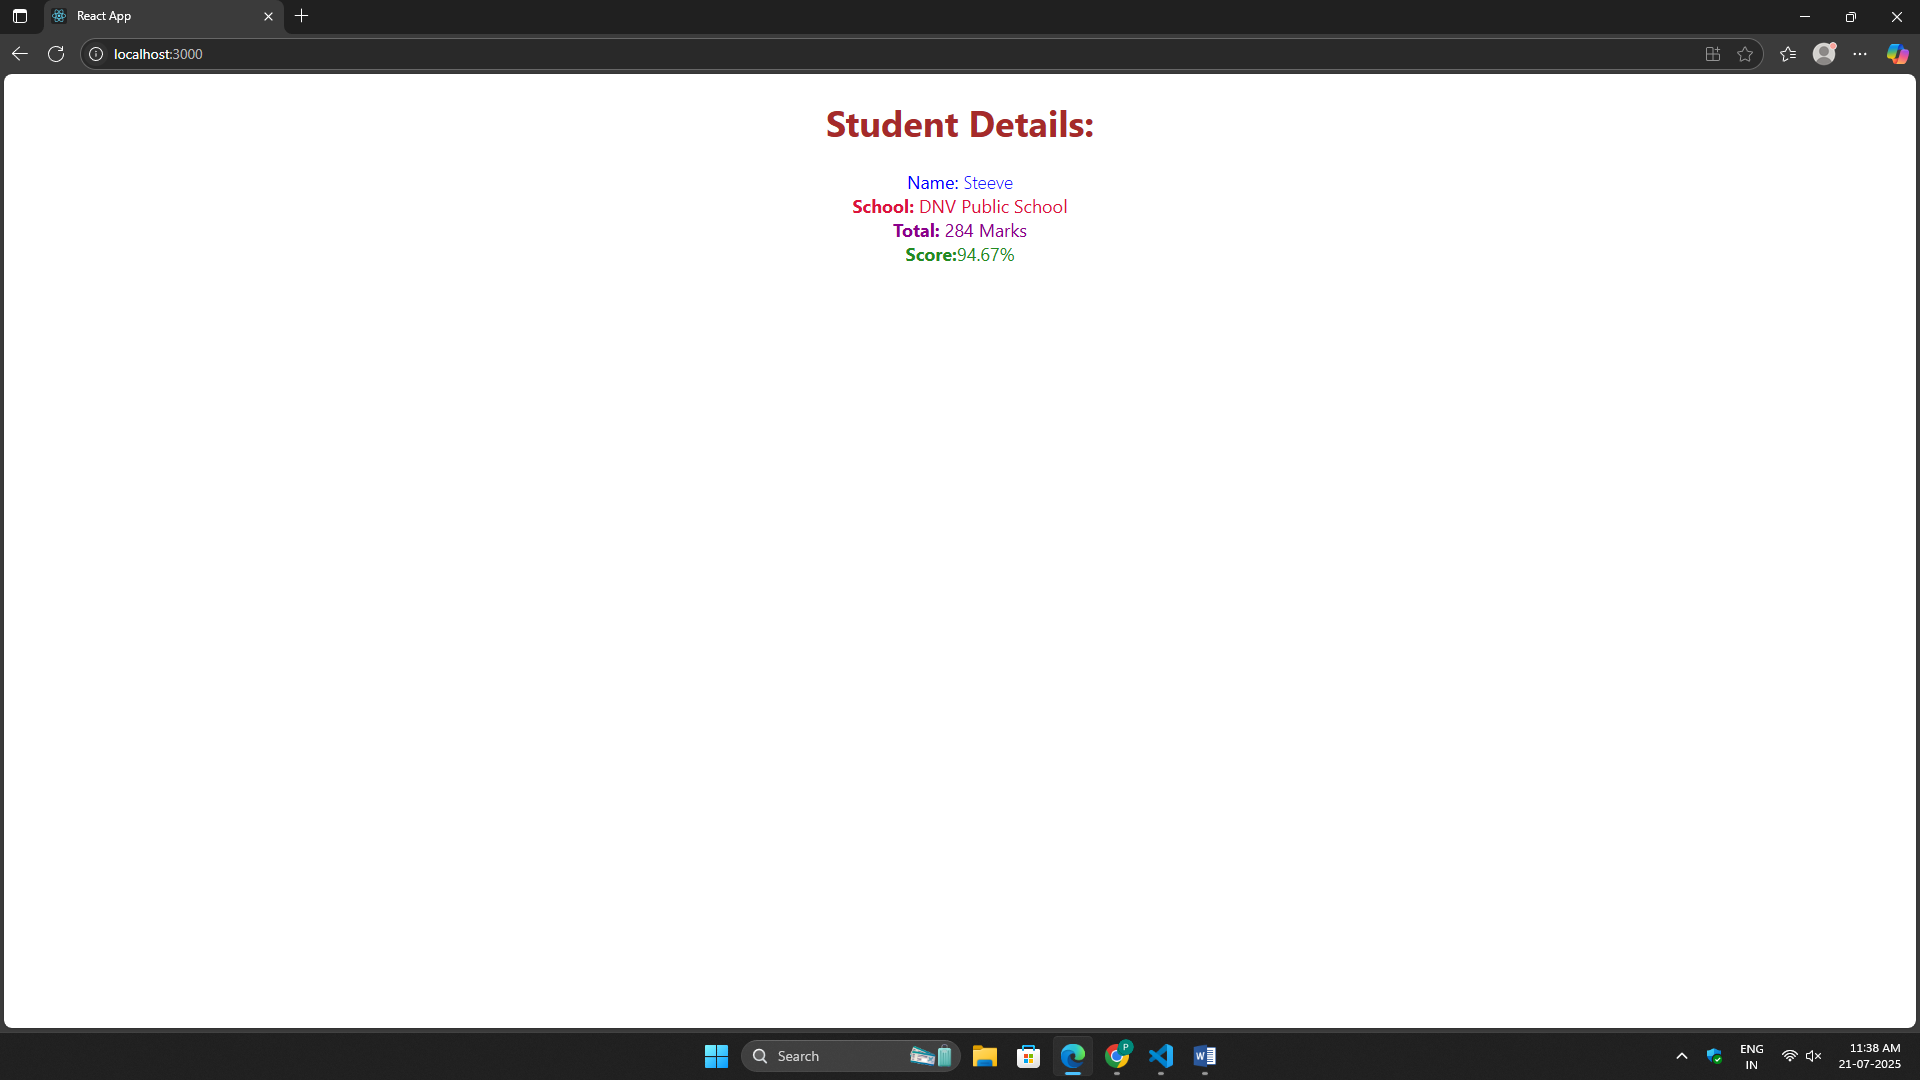 React App
localhost:3000
Student Details:
Name: Steeve
School: DNV Public School
Total: 284 Marks
Score:94.67%
Search
P
W
ENG
IN
11:38 AM
21-07-2025